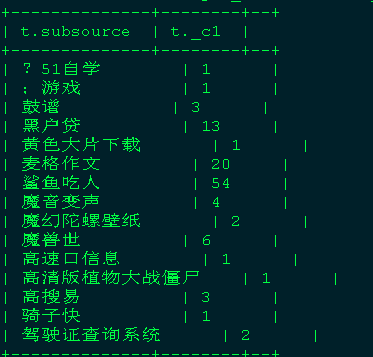 +---------------+--------+--+
| t.subsource | t._c1 |
+---------------+--------+--+
| ? 51自学 | 1 |
| : 游戏 | 1 |
| 鼓谱 | 3 |
| 黑户贷 | 13 |
| 黄色大片下载 | 1 |
| 麦格作文 | 20 |
| 鲨鱼吃人 | 54 |
| 魔音变声 | 4 |
| 魔幻陀螺壁纸 | 2 |
| 魔兽世 | 6 |
| 高速口信息 | 1 |
| 高清版植物大战僵尸 | 1 |
| 高搜易 | 3 |
| 骑子快 | 1 |
| 驾驶证查询系统 | 2 |
+---------------+--------+--+